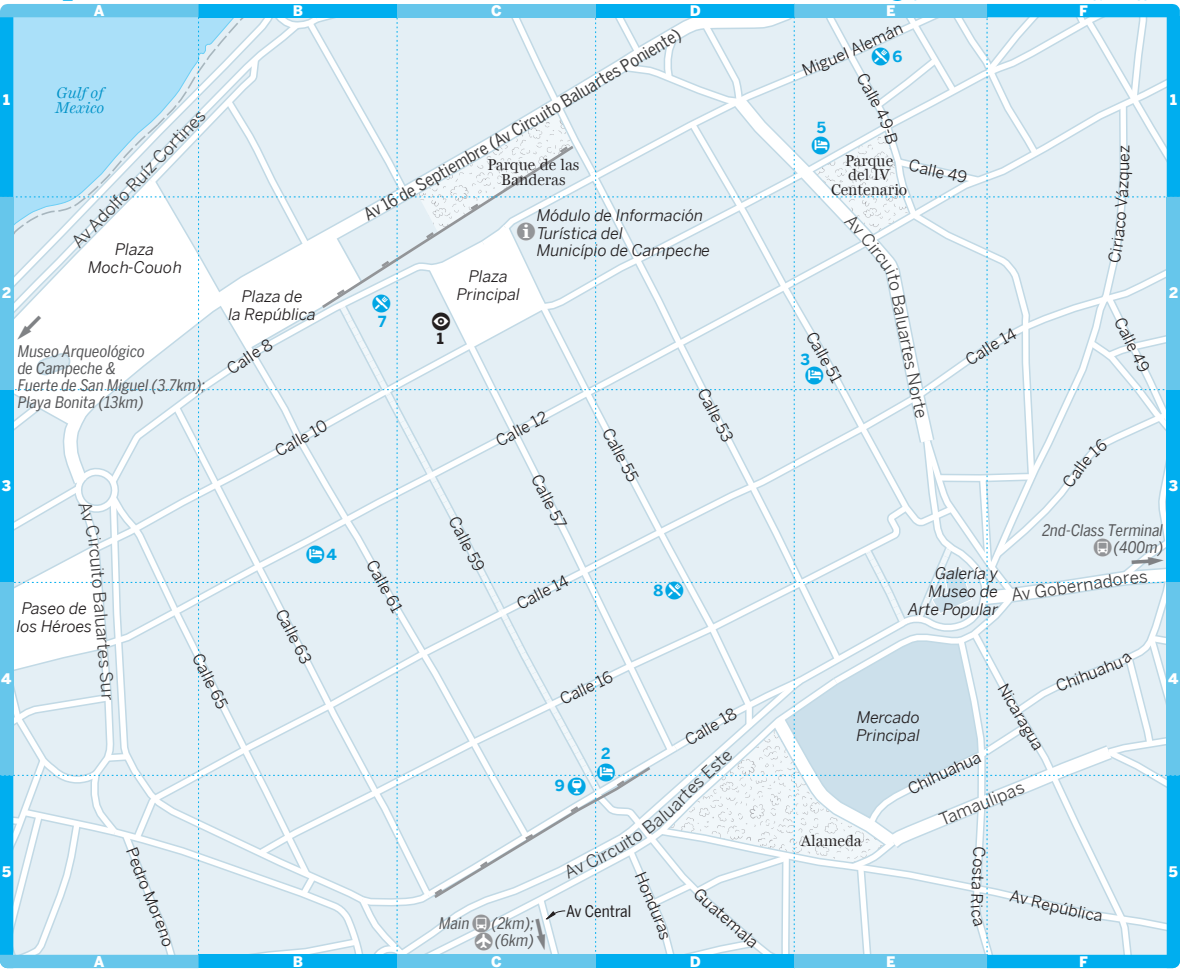 A B C D E F
1
1
2
2
3
3
4
4
5
5
A B C D E F
Gulf of
Mexico
Av Adolfo Ruíz Cortines
Av 16 de Septiembre (Av Circuito Baluartes Poniente)
Parque de las
Banderas
Miguel Alemán
6
Calle 49-B
5
Parque
del IV
Centenario
Calle 49
Ciriaco Vázbunez
Plaza
Moch-Couoh
Módulo de Información
Turística del
Município de Campeche
Plaza
Principal
Plaza de
la República
7
1
Av Circuito Baluartes Norte
Calle 8
Museo Arqueológico
de Campeche &
Fuerte de San Miguel (3.7km);
Playa Bonita (13km)
3
Calle 51
Calle 14
Calle 49
Calle 10
Calle 12
Calle 55
Calle 53
Calle 16
Calle 57
Calle 59
Av Circuito Baluartes Sur
4
Calle 61
Calle 14
8
2nd-Class Terminal
(400m)
Galería y
Museo de
Arte Popular
Av Gobernadores
Paseo de
los Héroes
Calle 63
Calle 65
Calle 16
Calle 18
Mercado
Principal
Nicaragua
Chihuahua
2
9
Av Circuito Baluartes Este
Chihuahua
Tamaulipas
Alameda
Pedro Moreno
Honduras
Guatemala
Costa Rica
Av República
Av Central
Main (2km);
(6km)